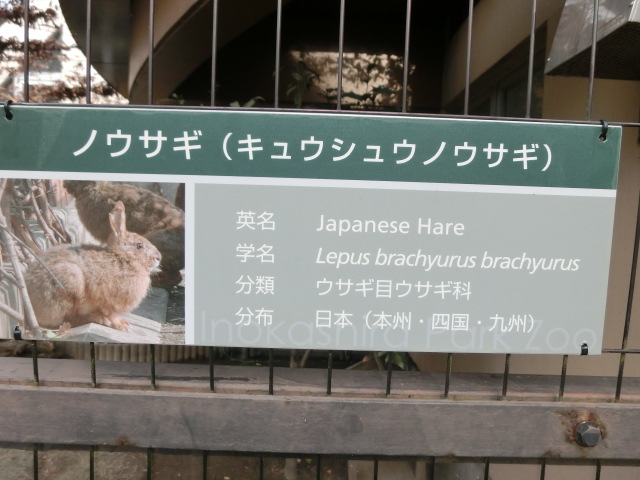 ノウサギ（キュウシュウノウサギ）
英名 Japanese Hare
学名 Lepus brachyurus brachyurus
分類 ウサギ目ウサギ科
分布 日本（本州・四国・九州）
Inokashira Park Zoo